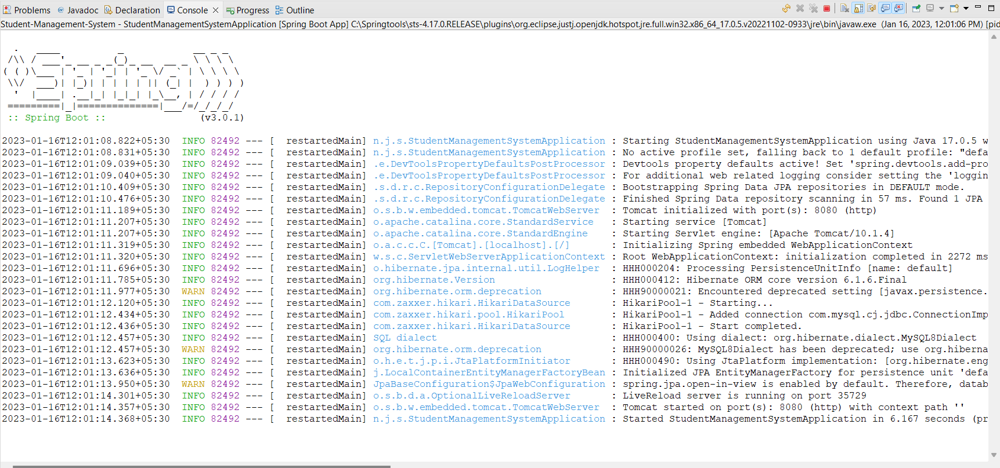 Problems @ Javadoc Declaration Console Progress Outline
Student-Management-System - StudentManagementSystemApplication [Spring Boot App] C:\Springtools\sts-4.17.0.RELEASE\plugins\org.eclipse.justj.openjdk.hotspot.jre.full.win32.x86_64_17.0.5.v20221102-0933\jre\bin\javaw.exe (Jan 16, 2023, 12:01:06 PM) [pid
  .   ____          _            __ _ _
 /\\ / ___'_ __ _ _(_)_ __  __ _ \ \ \ \
( ( )\___ | '_ | '_| | '_ \/ _` | \ \ \ \
 \\/  ___)| |_)| | | | | || (_| |  ) ) ) )
  '  |____| .__|_| |_|_| |_\__, | / / / /
 =========|_|==============|___/=/_/_/_/
 :: Spring Boot ::                (v3.0.1)
2023-01-16T12:01:08.822+05:30  INFO 82492 --- [  restartedMain] n.j.s.StudentManagementSystemApplication : Starting StudentManagementSystemApplication using Java 17.0.5 w
2023-01-16T12:01:08.831+05:30  INFO 82492 --- [  restartedMain] n.j.s.StudentManagementSystemApplication : No active profile set, falling back to 1 default profile: "defa
2023-01-16T12:01:09.039+05:30  INFO 82492 --- [  restartedMain] .e.DevToolsPropertyDefaultsPostProcessor : Devtools property defaults active! Set 'spring.devtools.add-pro
2023-01-16T12:01:09.040+05:30  INFO 82492 --- [  restartedMain] .e.DevToolsPropertyDefaultsPostProcessor : For additional web related logging consider setting the 'loggin
2023-01-16T12:01:10.409+05:30  INFO 82492 --- [  restartedMain] .s.d.r.c.RepositoryConfigurationDelegate : Bootstrapping Spring Data JPA repositories in DEFAULT mode.
2023-01-16T12:01:10.476+05:30  INFO 82492 --- [  restartedMain] .s.d.r.c.RepositoryConfigurationDelegate : Finished Spring Data repository scanning in 57 ms. Found 1 JPA
2023-01-16T12:01:11.189+05:30  INFO 82492 --- [  restartedMain] o.s.b.w.embedded.tomcat.TomcatWebServer  : Tomcat initialized with port(s): 8080 (http)
2023-01-16T12:01:11.207+05:30  INFO 82492 --- [  restartedMain] o.apache.catalina.core.StandardService   : Starting service [Tomcat]
2023-01-16T12:01:11.207+05:30  INFO 82492 --- [  restartedMain] o.apache.catalina.core.StandardEngine    : Starting Servlet engine: [Apache Tomcat/10.1.4]
2023-01-16T12:01:11.319+05:30  INFO 82492 --- [  restartedMain] o.a.c.c.C.[Tomcat].[localhost].[/]       : Initializing Spring embedded WebApplicationContext
2023-01-16T12:01:11.320+05:30  INFO 82492 --- [  restartedMain] w.s.c.ServletWebServerApplicationContext : Root WebApplicationContext: initialization completed in 2272 ms
2023-01-16T12:01:11.696+05:30  INFO 82492 --- [  restartedMain] o.hibernate.jpa.internal.util.LogHelper  : HHH000204: Processing PersistenceUnitInfo [name: default]
2023-01-16T12:01:11.785+05:30  INFO 82492 --- [  restartedMain] org.hibernate.Version                    : HHH000412: Hibernate ORM core version 6.1.6.Final
2023-01-16T12:01:11.977+05:30  WARN 82492 --- [  restartedMain] org.hibernate.orm.deprecation            : HHH90000021: Encountered deprecated setting [javax.persistence.
2023-01-16T12:01:12.120+05:30  INFO 82492 --- [  restartedMain] com.zaxxer.hikari.HikariDataSource       : HikariPool-1 - Starting...
2023-01-16T12:01:12.434+05:30  INFO 82492 --- [  restartedMain] com.zaxxer.hikari.pool.HikariPool        : HikariPool-1 - Added connection com.mysql.cj.jdbc.ConnectionImp
2023-01-16T12:01:12.436+05:30  INFO 82492 --- [  restartedMain] com.zaxxer.hikari.HikariDataSource       : HikariPool-1 - Start completed.
2023-01-16T12:01:12.457+05:30  INFO 82492 --- [  restartedMain] SQL dialect                              : HHH000400: Using dialect: org.hibernate.dialect.MySQL8Dialect
2023-01-16T12:01:12.457+05:30  WARN 82492 --- [  restartedMain] org.hibernate.orm.deprecation            : HHH90000026: MySQL8Dialect has been deprecated; use org.hiberna
2023-01-16T12:01:13.623+05:30  INFO 82492 --- [  restartedMain] o.h.e.t.j.p.i.JtaPlatformInitiator       : HHH000490: Using JtaPlatform implementation: [org.hibernate.eng
2023-01-16T12:01:13.636+05:30  INFO 82492 --- [  restartedMain] j.LocalContainerEntityManagerFactoryBean : Initialized JPA EntityManagerFactory for persistence unit 'defa
2023-01-16T12:01:13.950+05:30  WARN 82492 --- [  restartedMain] JpaBaseConfiguration$JpaWebConfiguration : spring.jpa.open-in-view is enabled by default. Therefore, datab
2023-01-16T12:01:14.301+05:30  INFO 82492 --- [  restartedMain] o.s.b.d.a.OptionalLiveReloadServer       : LiveReload server is running on port 35729
2023-01-16T12:01:14.357+05:30  INFO 82492 --- [  restartedMain] o.s.b.w.embedded.tomcat.TomcatWebServer  : Tomcat started on port(s): 8080 (http) with context path ''
2023-01-16T12:01:14.368+05:30  INFO 82492 --- [  restartedMain] n.j.s.StudentManagementSystemApplication : Started StudentManagementSystemApplication in 6.167 seconds (pr